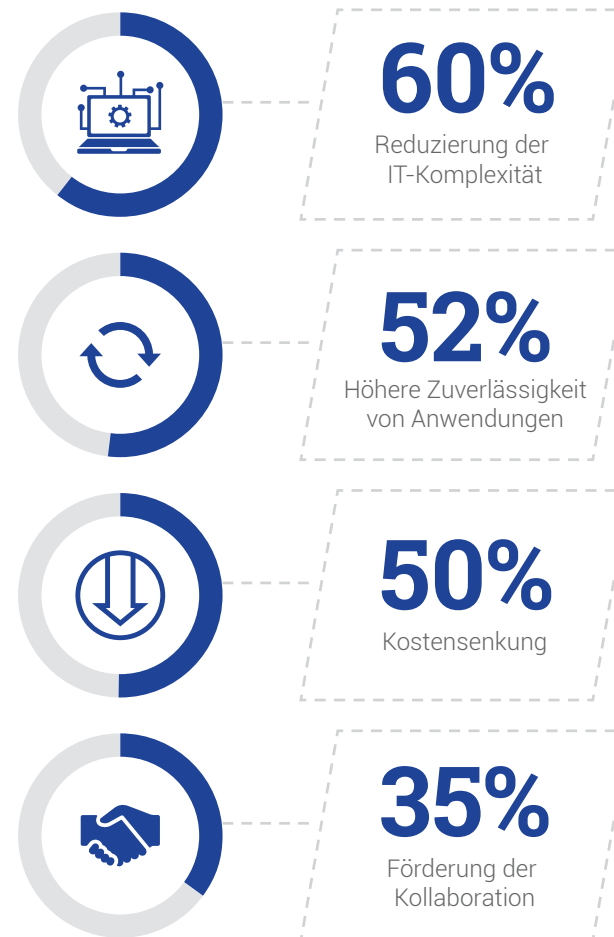 60%
Reduzierung der
IT-Komplexität
52%
Höhere Zuverlässigkeit
von Anwendungen
50%
Kostensenkung
35%
Förderung der
Kollaboration